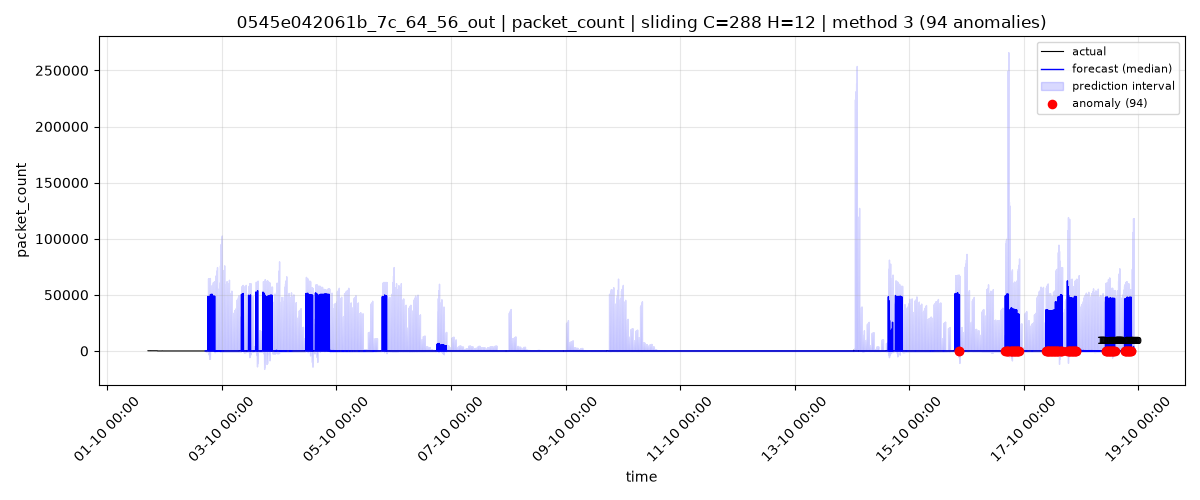 0545e042061b_7c_64_56_out | packet_count | sliding C=288 H=12 | method 3 (94 anomalies)
actual
forecast (median)
prediction interval
anomaly (94)
packet_count
250000
200000
150000
100000
50000
0
01-10 00:00
03-10 00:00
05-10 00:00
07-10 00:00
09-10 00:00
11-10 00:00
13-10 00:00
15-10 00:00
17-10 00:00
19-10 00:00
time